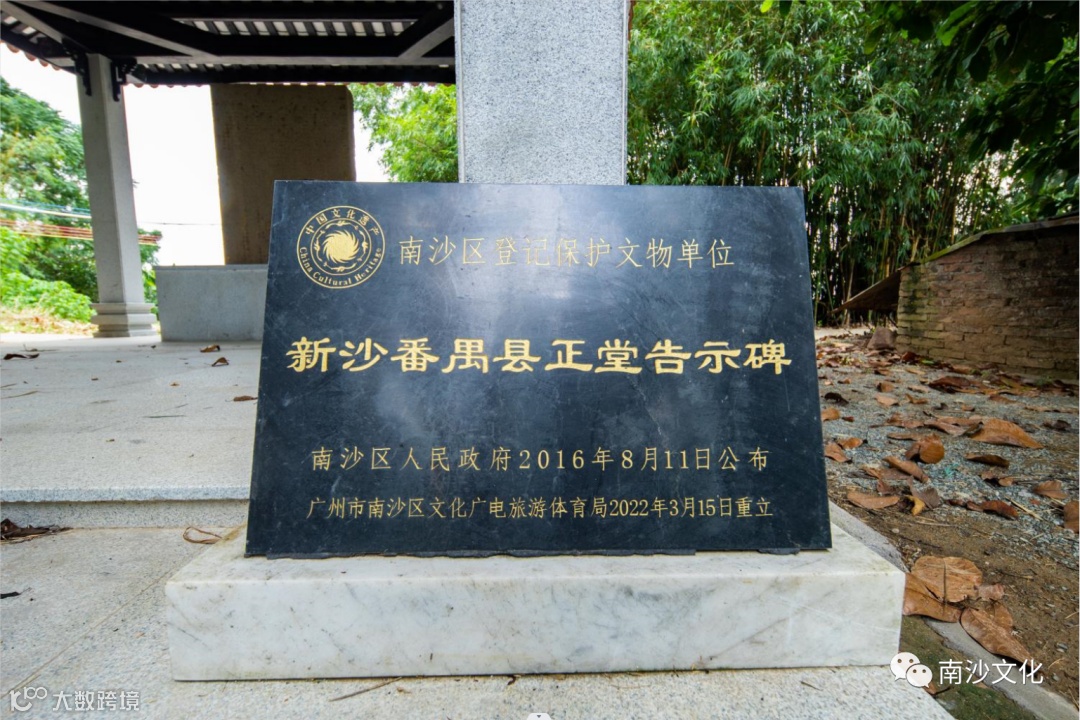 中国文化遗产
China Cultural Heritage
南沙区登记保护文物单位
新沙番禺县正堂告示碑
南沙区人民政府2016年8月11日公布
广州市南沙区文化广电旅游体育局2022年3月15日重立
南沙文化
大数跨境